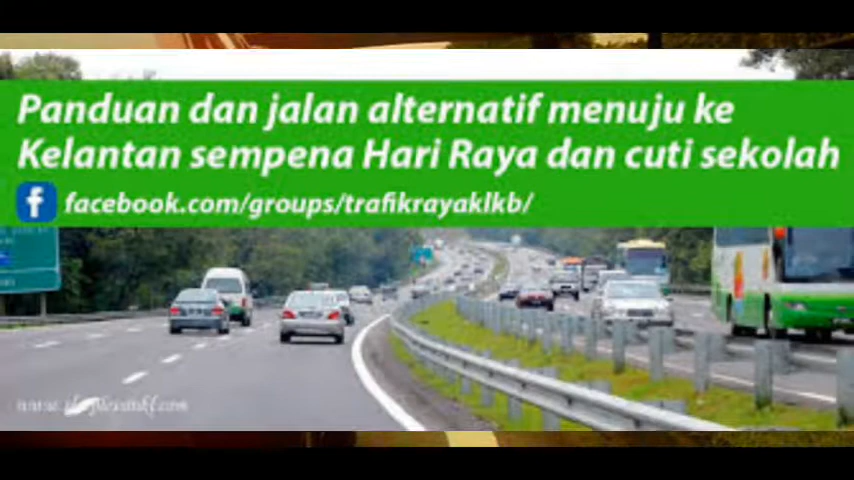 Panduan dan jalan alternatif menuju ke
Kelantan sempena Hari Raya dan cuti sekolah
facebook.com/groups/trafikrayaklkb/